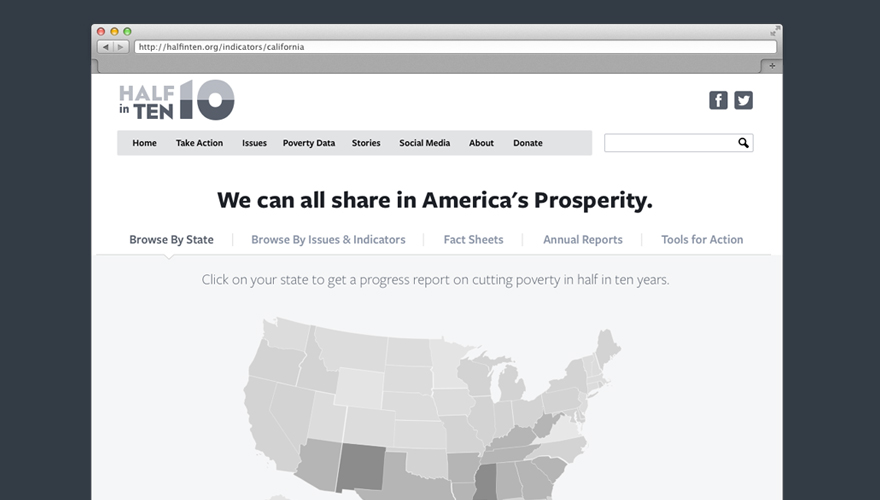 http://halfinten.org/indicators/california
HALF
in TEN 10
Home Take Action Issues Poverty Data Stories Social Media About Donate
We can all share in America's Prosperity.
Browse By State Browse By Issues & Indicators Fact Sheets Annual Reports Tools for Action
Click on your state to get a progress report on cutting poverty in half in ten years.